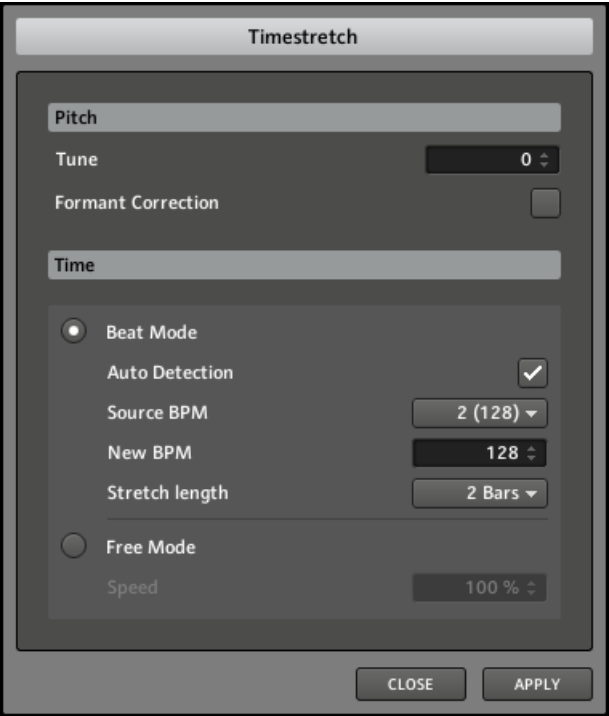 Timestretch
Pitch
Tune 0
Formant Correction
Time
Beat Mode
Auto Detection
Source BPM 2 (128)
New BPM 128
Stretch length 2 Bars
Free Mode
Speed 100 %
CLOSE APPLY